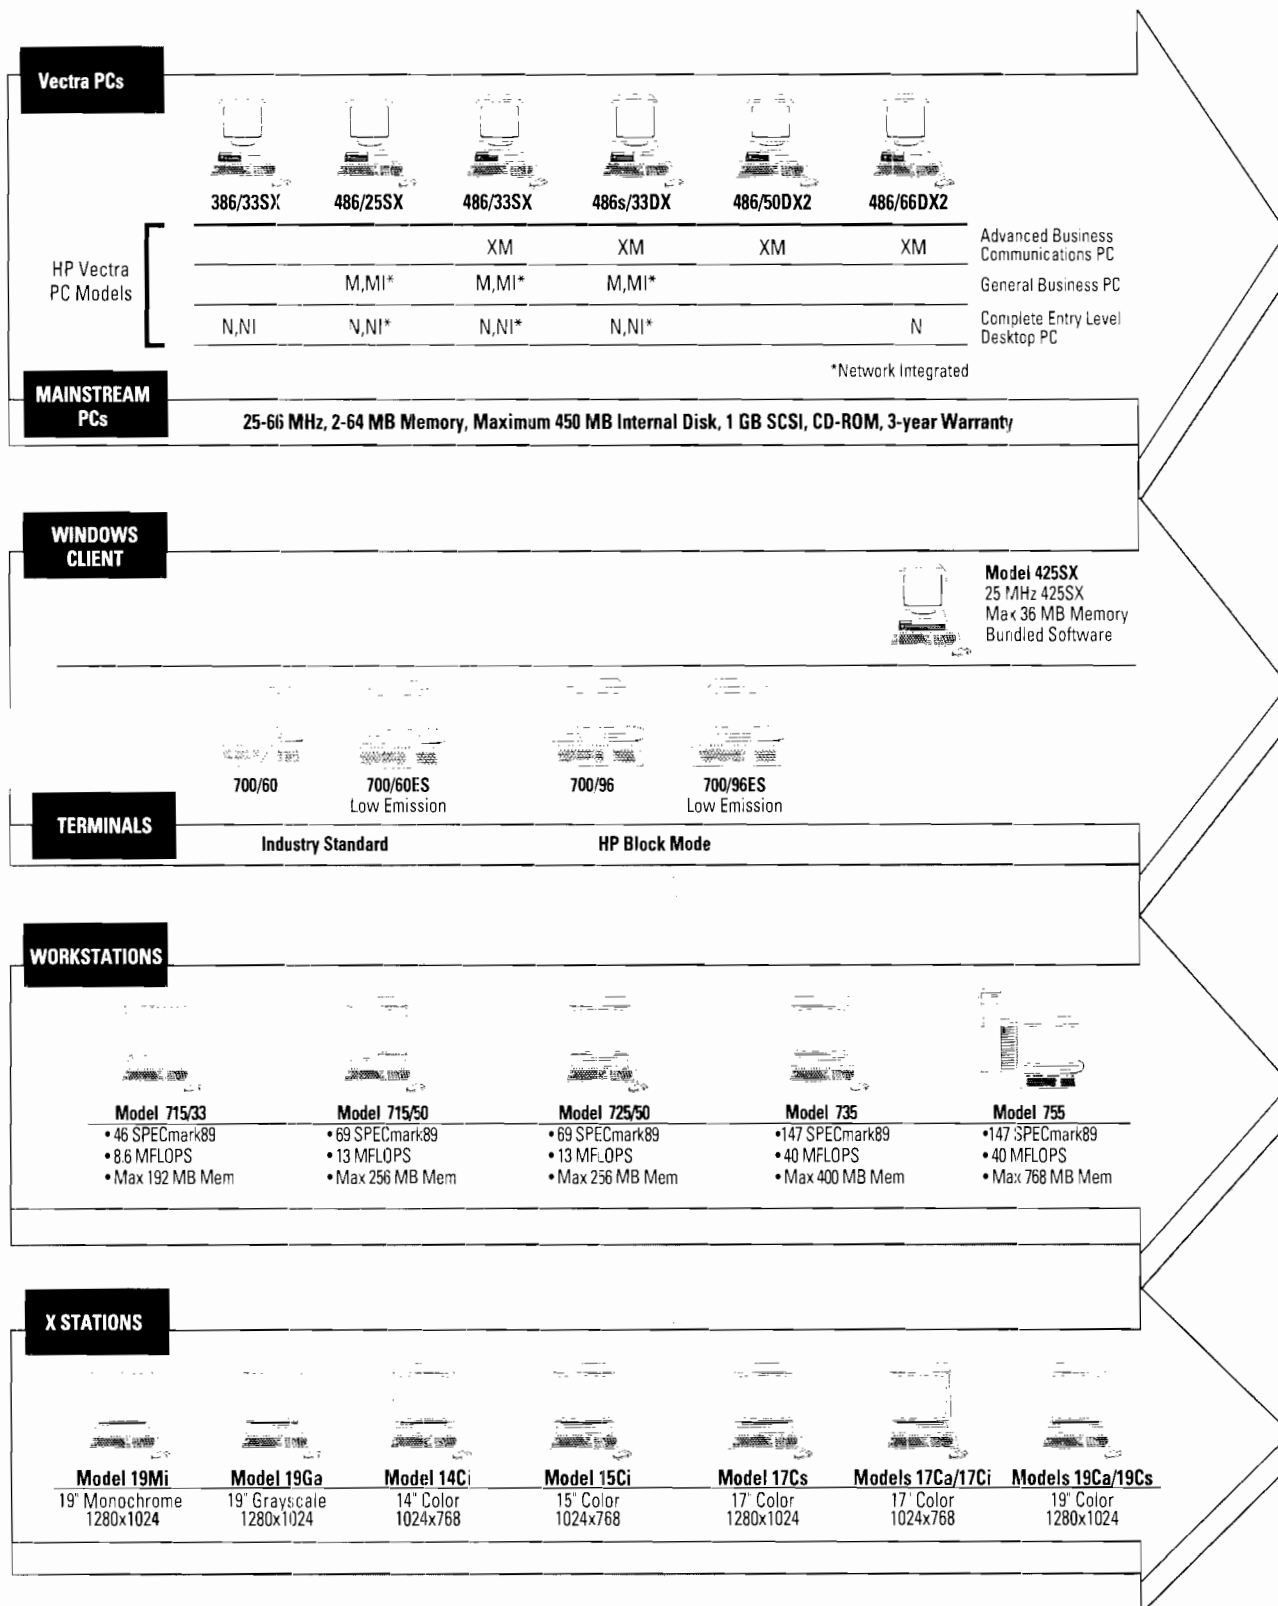 Vectra PCs
386/33SX 486/25SX 486/33SX 486s/33DX 486/50DX2 486/66DX2
HP Vectra
PC Models
XM XM XM XM
Advanced Business
Communications PC
M,MI* M,MI* M,MI*
General Business PC
N,NI N,NI* N,NI* N,NI* N
Complete Entry Level
Desktop PC
*Network Integrated
MAINSTREAM
PCs
25-66 MHz, 2-64 MB Memory, Maximum 450 MB Internal Disk, 1 GB SCSI, CD-ROM, 3-year Warranty
WINDOWS
CLIENT
Model 425SX
25 MHz 425SX
Max 36 MB Memory
Bundled Software
700/60 700/60ES 700/96 700/96ES
Low Emission Low Emission
TERMINALS
Industry Standard HP Block Mode
WORKSTATIONS
Model 715/33 Model 715/50 Model 725/50 Model 735 Model 755
• 46 SPECmark89 • 69 SPECmark89 • 69 SPECmark89 •147 SPECmark89 •147 SPECmark89
• 8.6 MFLOPS • 13 MFLOPS • 13 MFLOPS • 40 MFLOPS • 40 MFLOPS
• Max 192 MB Mem • Max 256 MB Mem • Max 256 MB Mem • Max 400 MB Mem • Max 768 MB Mem
X STATIONS
Model 19Mi Model 19Ga Model 14Ci Model 15Ci Model 17Cs Models 17Ca/17Ci Models 19Ca/19Cs
19" Monochrome 19" Grayscale 14" Color 15" Color 17" Color 17" Color 19" Color
1280x1024 1280x1024 1024x768 1024x768 1280x1024 1024x768 1280x1024